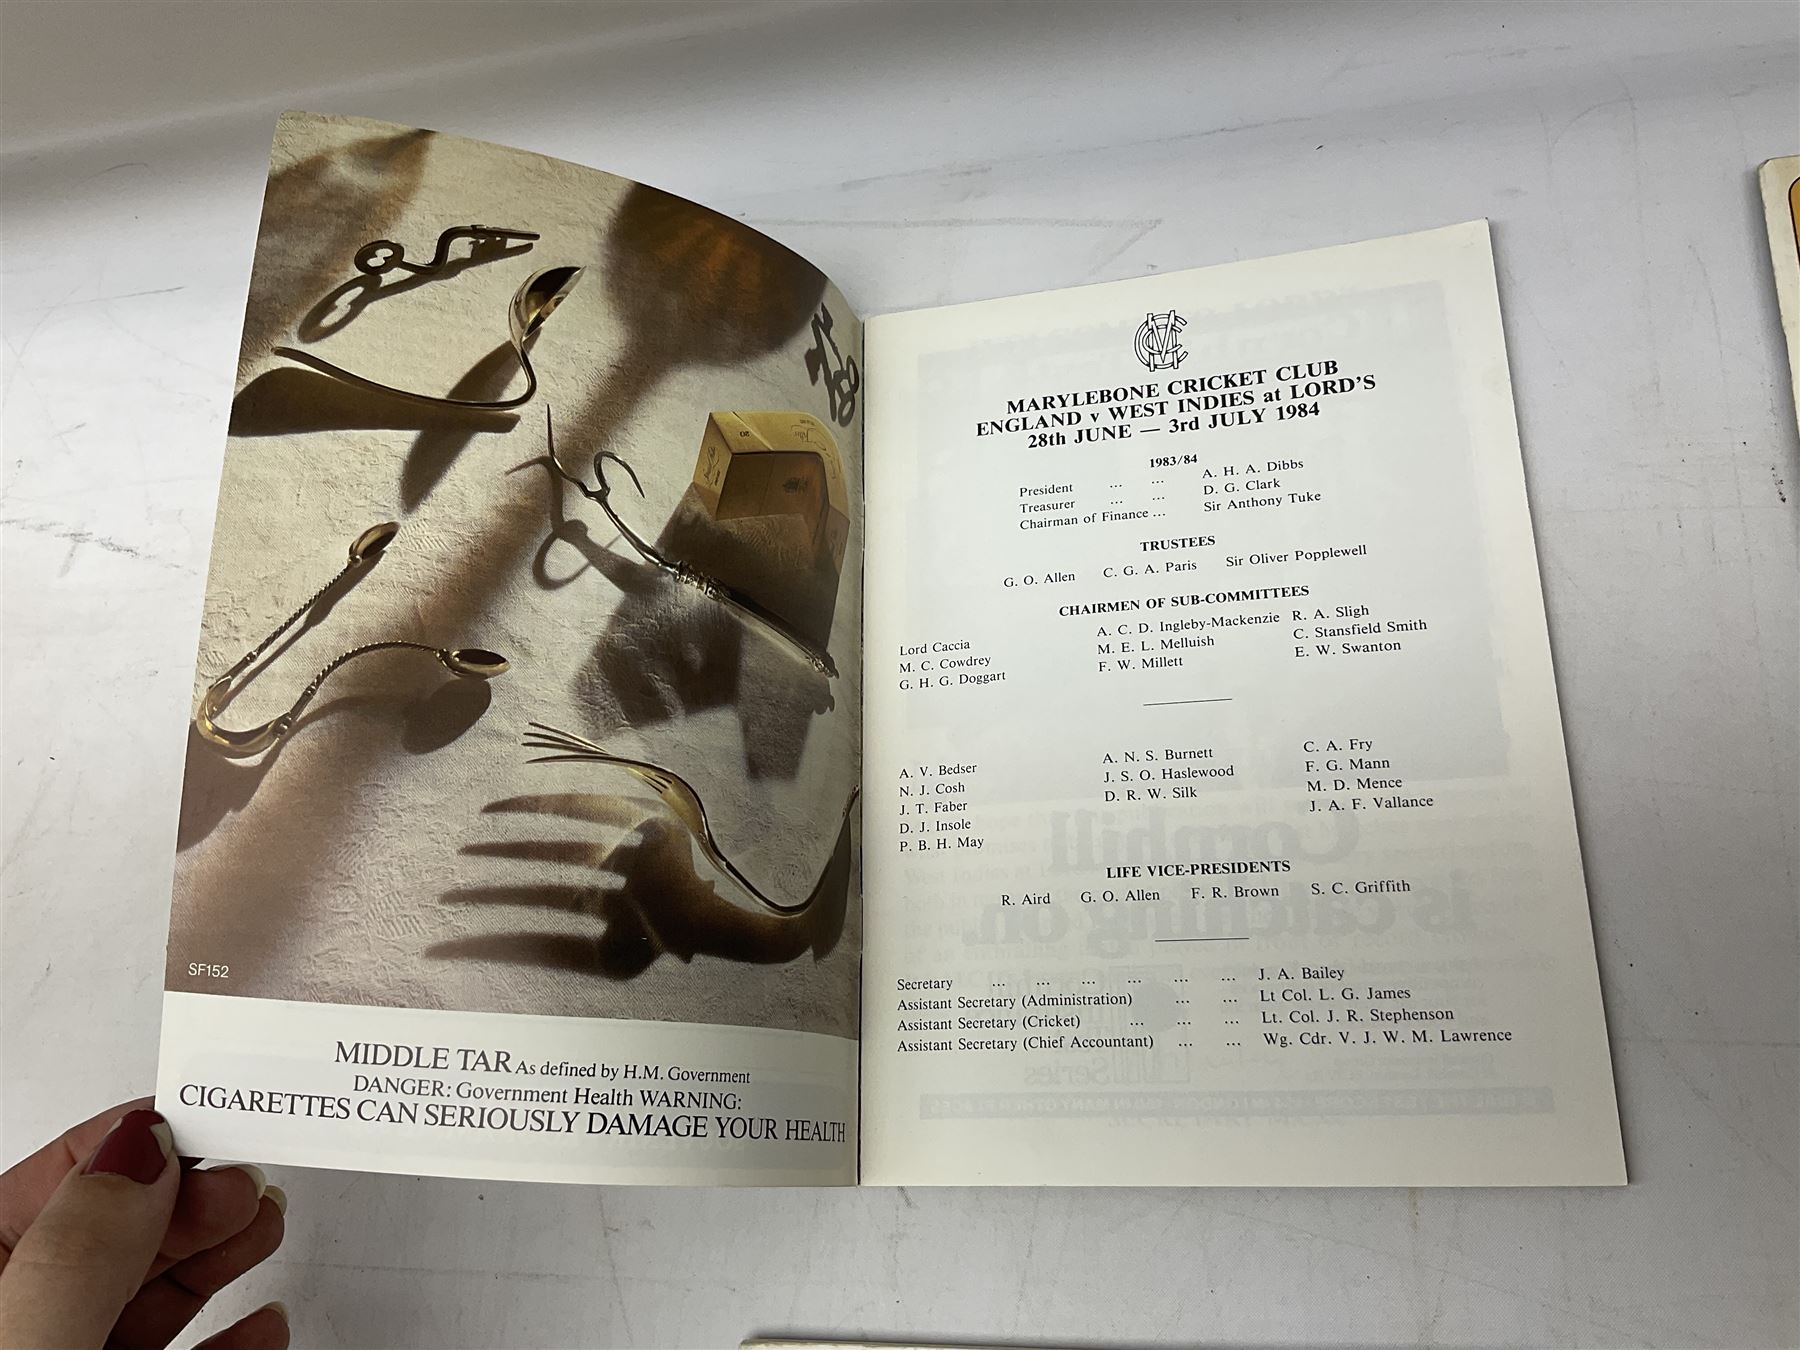 SF152
MIDDLE TAR As defined by H.M. Government
DANGER: Government Health WARNING:
CIGARETTES CAN SERIOUSLY DAMAGE YOUR HEALTH
MCC
MARYLEBONE CRICKET CLUB
ENGLAND v WEST INDIES at LORD'S
28th JUNE — 3rd JULY 1984
1983/84
President ... ... A. H. A. Dibbs
Treasurer ... ... D. G. Clark
Chairman of Finance ... Sir Anthony Tuke
TRUSTEES
G. O. Allen C. G. A. Paris Sir Oliver Popplewell
CHAIRMEN OF SUB-COMMITTEES
Lord Caccia A. C. D. Ingleby-Mackenzie R. A. Sligh
M. C. Cowdrey M. E. L. Melluish C. Stansfield Smith
G. H. G. Doggart F. W. Millett E. W. Swanton
A. V. Bedser A. N. S. Burnett C. A. Fry
N. J. Cosh J. S. O. Haslewood F. G. Mann
J. T. Faber D. R. W. Silk M. D. Mence
D. J. Insole J. A. F. Vallance
P. B. H. May
LIFE VICE-PRESIDENTS
R. Aird G. O. Allen F. R. Brown S. C. Griffith
Secretary ... ... ... ... ... ... J. A. Bailey
Assistant Secretary (Administration) ... ... Lt Col. L. G. James
Assistant Secretary (Cricket) ... ... ... Lt. Col. J. R. Stephenson
Assistant Secretary (Chief Accountant) ... ... Wg. Cdr. V. J. W. M. Lawrence